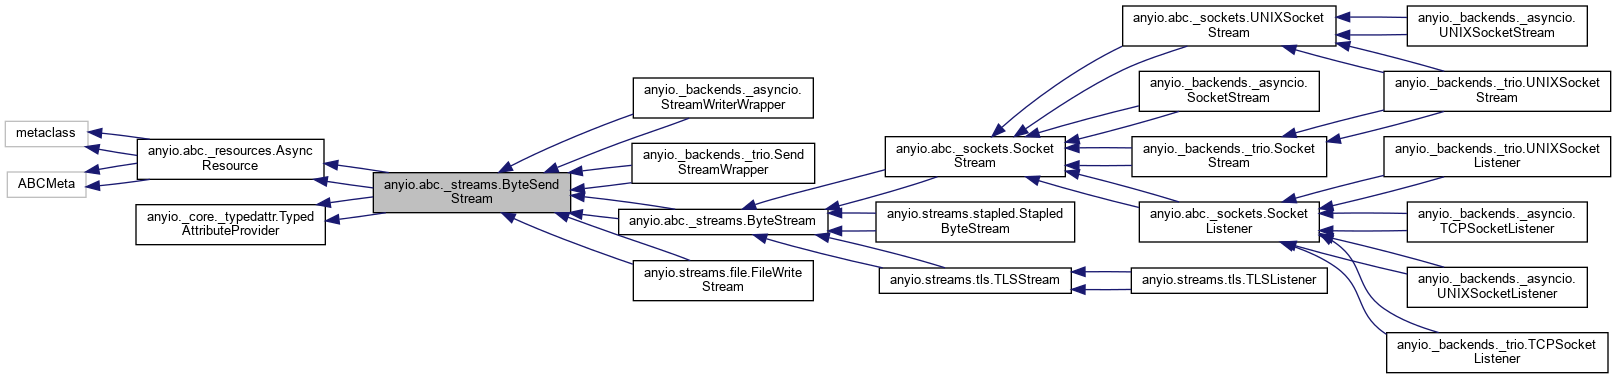 metaclass
ABCMeta
anyio.abc._resources.Async
Resource
anyio._core._typedattr.Typed
AttributeProvider
anyio.abc._streams.ByteSend
Stream
anyio._backends._asyncio.
StreamWriterWrapper
anyio._backends._trio.Send
StreamWrapper
anyio.abc._streams.ByteStream
anyio.streams.file.FileWrite
Stream
anyio.abc._sockets.Socket
Stream
anyio.streams.stapled.Stapled
ByteStream
anyio.streams.tls.TLSStream
anyio.abc._sockets.UNIXSocket
Stream
anyio._backends._asyncio.
SocketStream
anyio._backends._trio.Socket
Stream
anyio.abc._sockets.Socket
Listener
anyio.streams.tls.TLSListener
anyio._backends._asyncio.
UNIXSocketStream
anyio._backends._trio.UNIXSocket
Stream
anyio._backends._trio.UNIXSocket
Listener
anyio._backends._asyncio.
TCPSocketListener
anyio._backends._asyncio.
UNIXSocketListener
anyio._backends._trio.TCPSocket
Listener